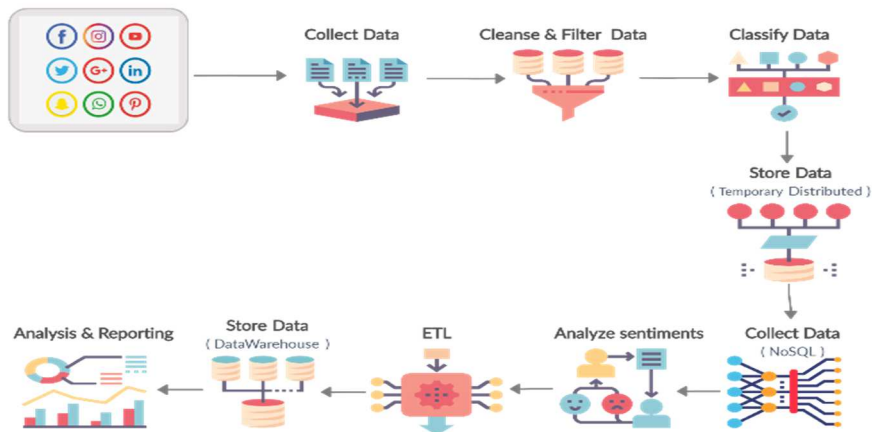 Collect Data
Cleanse & Filter Data
Classify Data
Store Data
( Temporary Distributed )
Collect Data
( NoSQL )
Analyze sentiments
ETL
Store Data
( DataWarehouse )
Analysis & Reporting